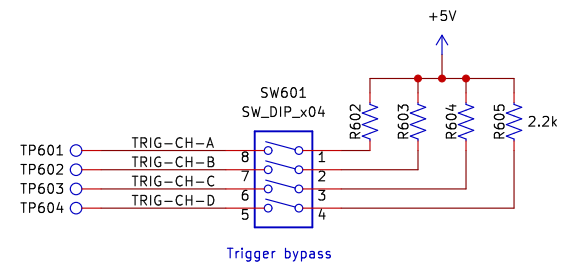 +5V
SW601
SW_DIP_x04
R602
R603
R604
R605
2.2k
TP601
TRIG-CH-A
8
1
TP602
TRIG-CH-B
7
2
TP603
TRIG-CH-C
6
3
TP604
TRIG-CH-D
5
4
Trigger bypass